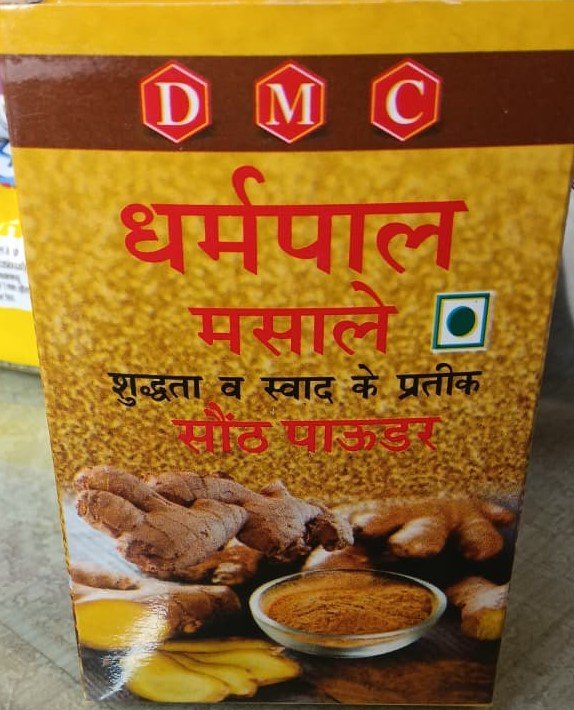 D M C
धर्मपाल
मसाले
शुद्धता व स्वाद के प्रतीक
सौंठ पाऊडर